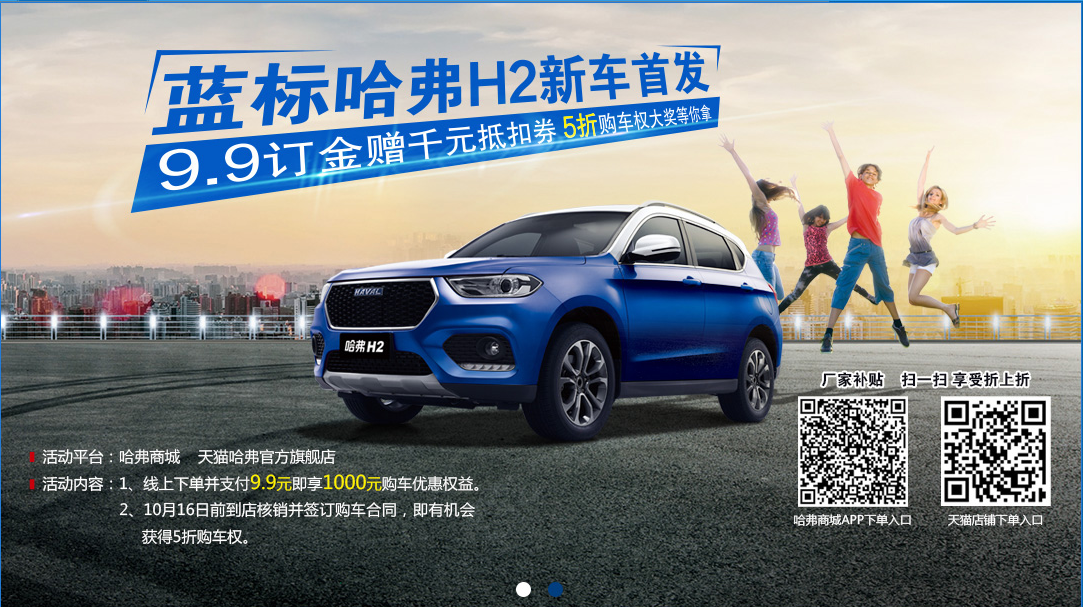 蓝标哈弗H2新车首发
9.9订金赠千元抵扣券 5折购车权大奖等你拿
HAVAL
哈弗H2
厂家补贴 扫一扫 享受折上折
活动平台：哈弗商城 天猫哈弗官方旗舰店
活动内容：1、线上下单并支付9.9元即享1000元购车优惠权益。
2、10月16日前到店核销并签订购车合同，即有机会
获得5折购车权。
哈弗商城APP下单入口
天猫店铺下单入口